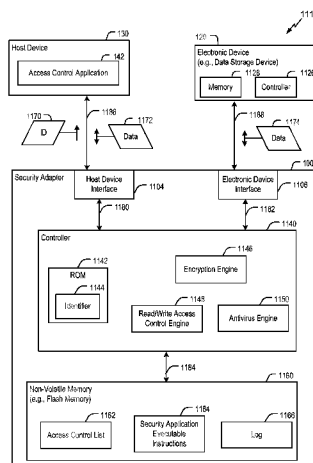 111
130
Host Device
142
Access Control Application
120
Electronic Device
(e.g., Data Storage Device)
1128
Memory
1126
Controller
1170
ID
1186
1172
Data
1188
1174
Data
100
Security Adapter
Host Device
Interface
1104
Electronic Device
Interface
1106
1180
1182
1140
Controller
1142
ROM
1144
Identifier
1146
Encryption Engine
1148
Read/Write Access
Control Engine
1150
Antivirus Engine
1184
1160
Non-Volatile Memory
(e.g., Flash Memory)
1162
Access Control List
1164
Security Application
Executable
Instructions
1166
Log